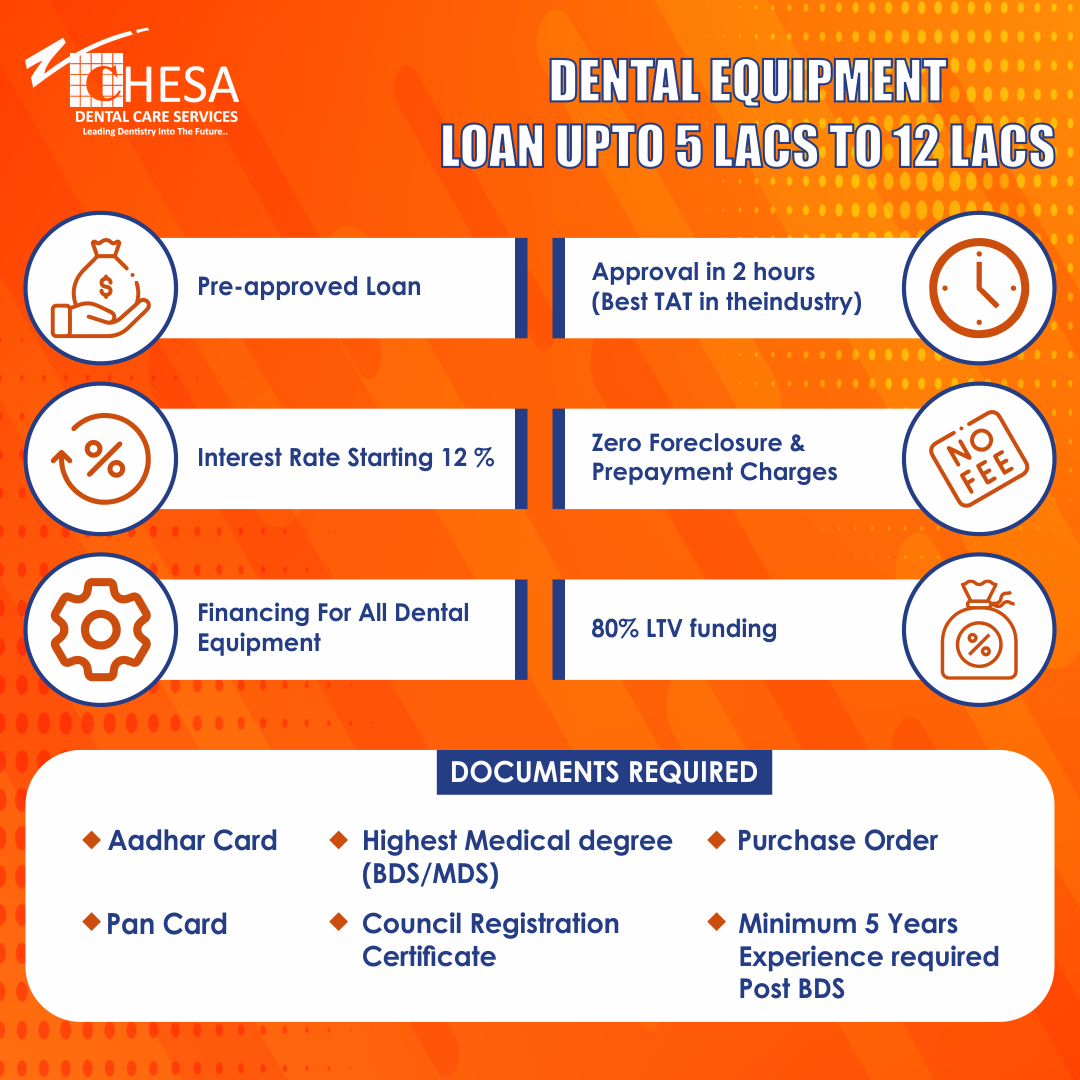 CHESA
DENTAL CARE SERVICES
Leading Dentistry Into The Future..
DENTAL EQUIPMENT
LOAN UPTO 5 LACS TO 12 LACS
$
Pre-approved Loan
Approval in 2 hours
(Best TAT in theindustry)
%
Interest Rate Starting 12 %
Zero Foreclosure &
Prepayment Charges
NO
FEE
Financing For All Dental
Equipment
80% LTV funding
%
DOCUMENTS REQUIRED
Aadhar Card
Highest Medical degree
(BDS/MDS)
Purchase Order
Pan Card
Council Registration
Certificate
Minimum 5 Years
Experience required
Post BDS